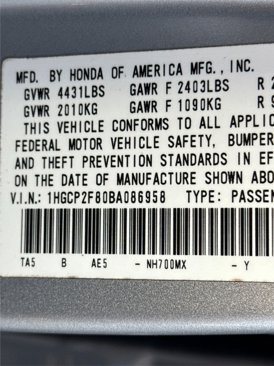 MFD. BY HONDA OF AMERICA MFG., INC.
GVWR 4431LBS GAWR F 2403LBS R 2
GVWR 2010KG GAWR F 1090KG R 9
THIS VEHICLE CONFORMS TO ALL APPLIC
FEDERAL MOTOR VEHICLE SAFETY, BUMPER
AND THEFT PREVENTION STANDARDS IN EF
ON THE DATE OF MANUFACTURE SHOWN ABO
V.I.N.: 1HGCP2F80BA086958 TYPE: PASSEN
TA5 B AE5 - NH700MX - Y